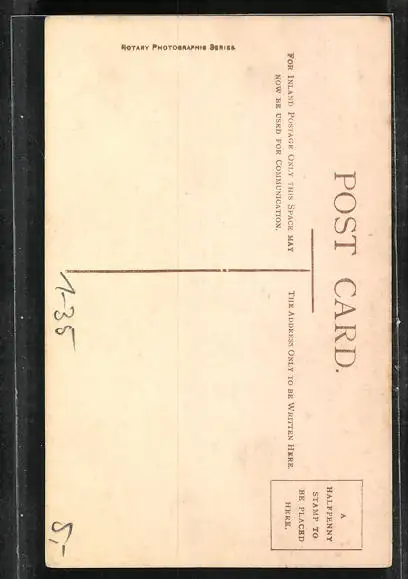 POST CARD.
FOR INLAND POSTAGE ONLY THIS SPACE MAY
NOW BE USED FOR COMMUNICATION.
THE ADDRESS ONLY TO BE WRITTEN HERE.
A
HALFPENNY
STAMP TO
BE PLACED
HERE.
ROTARY PHOTOGRAPHIC SERIES.
1-35
5,-